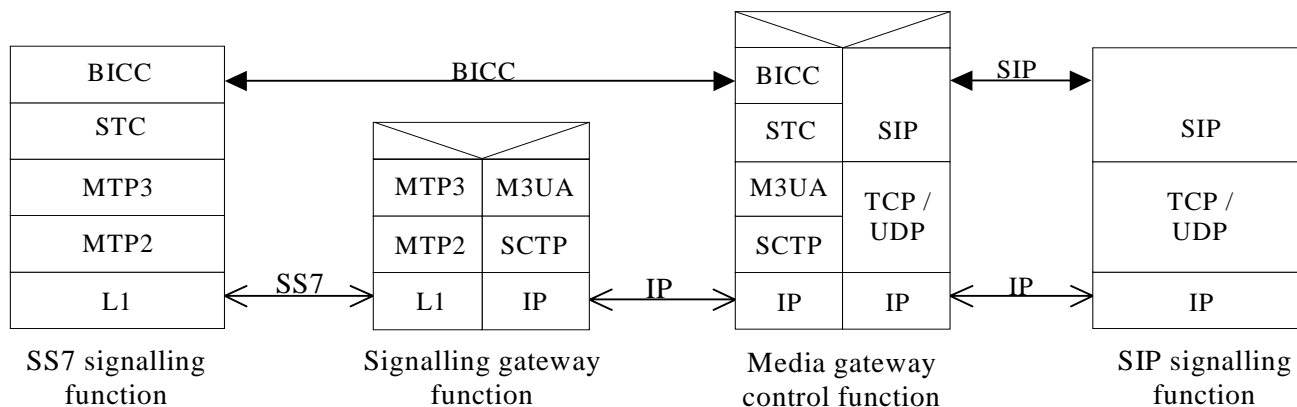 BICC
STC
MTP3
MTP2
L1
SS7 signalling
function
BICC
SS7
MTP3
M3UA
MTP2
SCTP
L1
IP
Signalling gateway
function
IP
BICC
STC
SIP
M3UA
TCP /
UDP
SCTP
IP
IP
Media gateway
control function
SIP
IP
SIP
TCP /
UDP
IP
SIP signalling
function